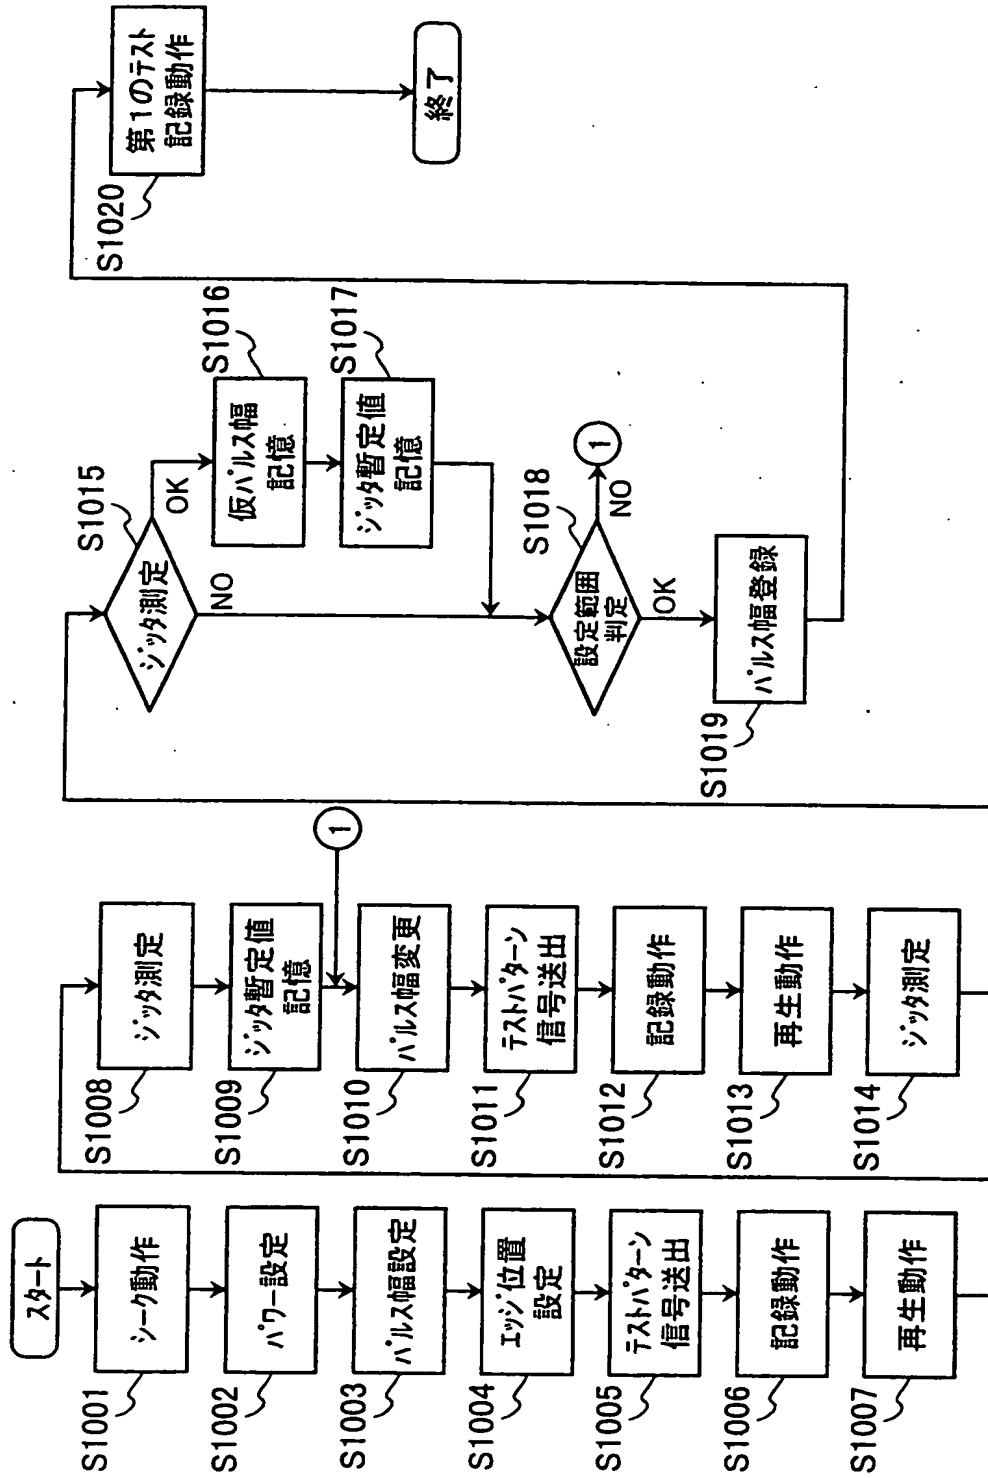 スタート
S1001
シーク動作
S1002
パワー設定
S1003
パルス幅設定
S1004
エッジ位置
設定
S1005
テストパターン
信号送出
S1006
記録動作
S1007
再生動作
S1008
ジッタ測定
S1009
ジッタ暫定値
記憶
1
S1010
パルス幅変更
S1011
テストパターン
信号送出
S1012
記録動作
S1013
再生動作
S1014
ジッタ測定
S1015
ジッタ測定
OK
NO
S1016
仮パルス幅
記憶
S1017
ジッタ暫定値
記憶
S1018
設定範囲
判定
NO
1
OK
S1019
パルス幅登録
S1020
第1のテスト
記録動作
終了